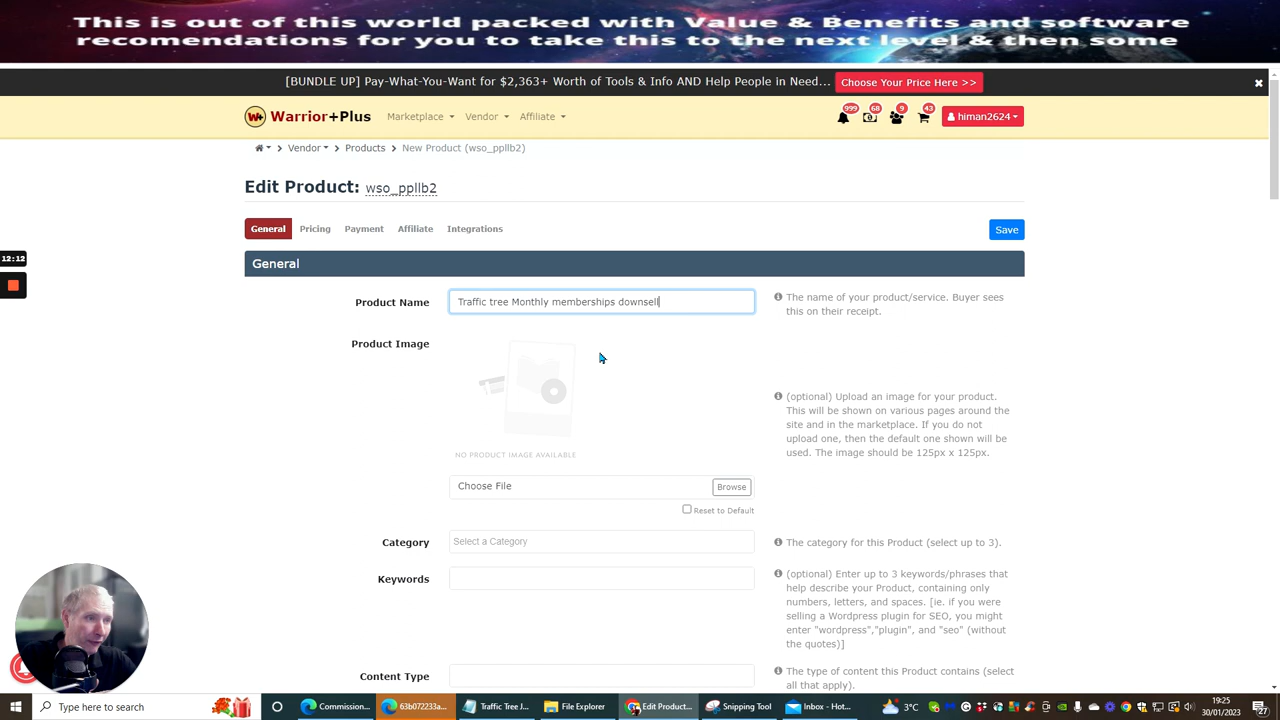 This is out of this world packed with Value & Benefits and software
recomendations for you to take this to the next level & then some
[BUNDLE UP] Pay-What-You-Want for $2,363+ Worth of Tools & Info AND Help People in Need... Choose Your Price Here >>
Warrior+Plus Marketplace Vendor Affiliate 999 68 9 43 himan2624
Vendor Products New Product (wso_ppllb2)
Edit Product: wso_ppllb2
General Pricing Payment Affiliate Integrations Save
12:12
General
Product Name Traffic tree Monthly memberships downsell The name of your product/service. Buyer sees
this on their receipt.
Product Image
(optional) Upload an image for your product.
This will be shown on various pages around the
site and in the marketplace. If you do not
upload one, then the default one shown will be
used. The image should be 125px x 125px.
NO PRODUCT IMAGE AVAILABLE
Choose File Browse
Reset to Default
Category Select a Category The category for this Product (select up to 3).
Keywords (optional) Enter up to 3 keywords/phrases that
help describe your Product, containing only
numbers, letters, and spaces. [ie. if you were
selling a Wordpress plugin for SEO, you might
enter "wordpress","plugin", and "seo" (without
the quotes)]
Content Type The type of content this Product contains (select
all that apply).
Type here to search Commission... 63b072233a... Traffic Tree J... File Explorer Edit Product... Snipping Tool Inbox - Hot... 3°C 19:25
30/01/2023